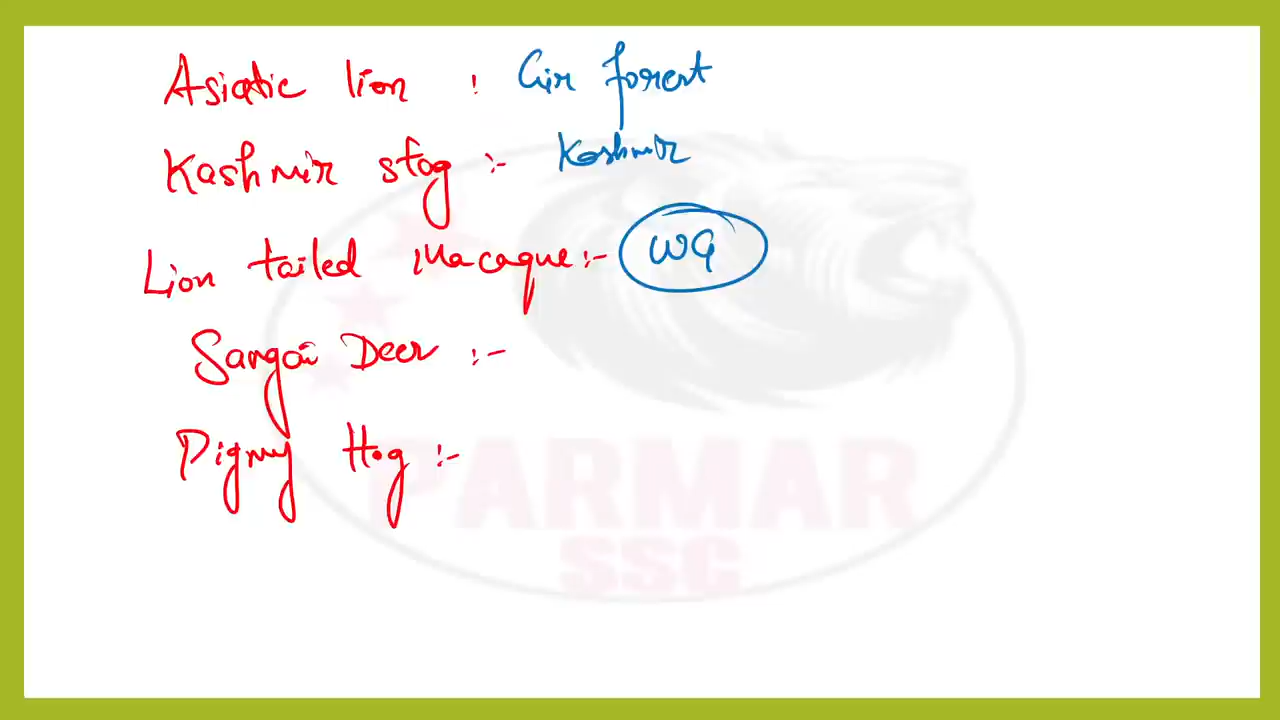 Asiatic lion : Gir forest
Kashmir stag :- Kashmir
Lion tailed Macaque :- WG
Sangai Deer :-
Pigmy Hog :-
PARMAR
SSC